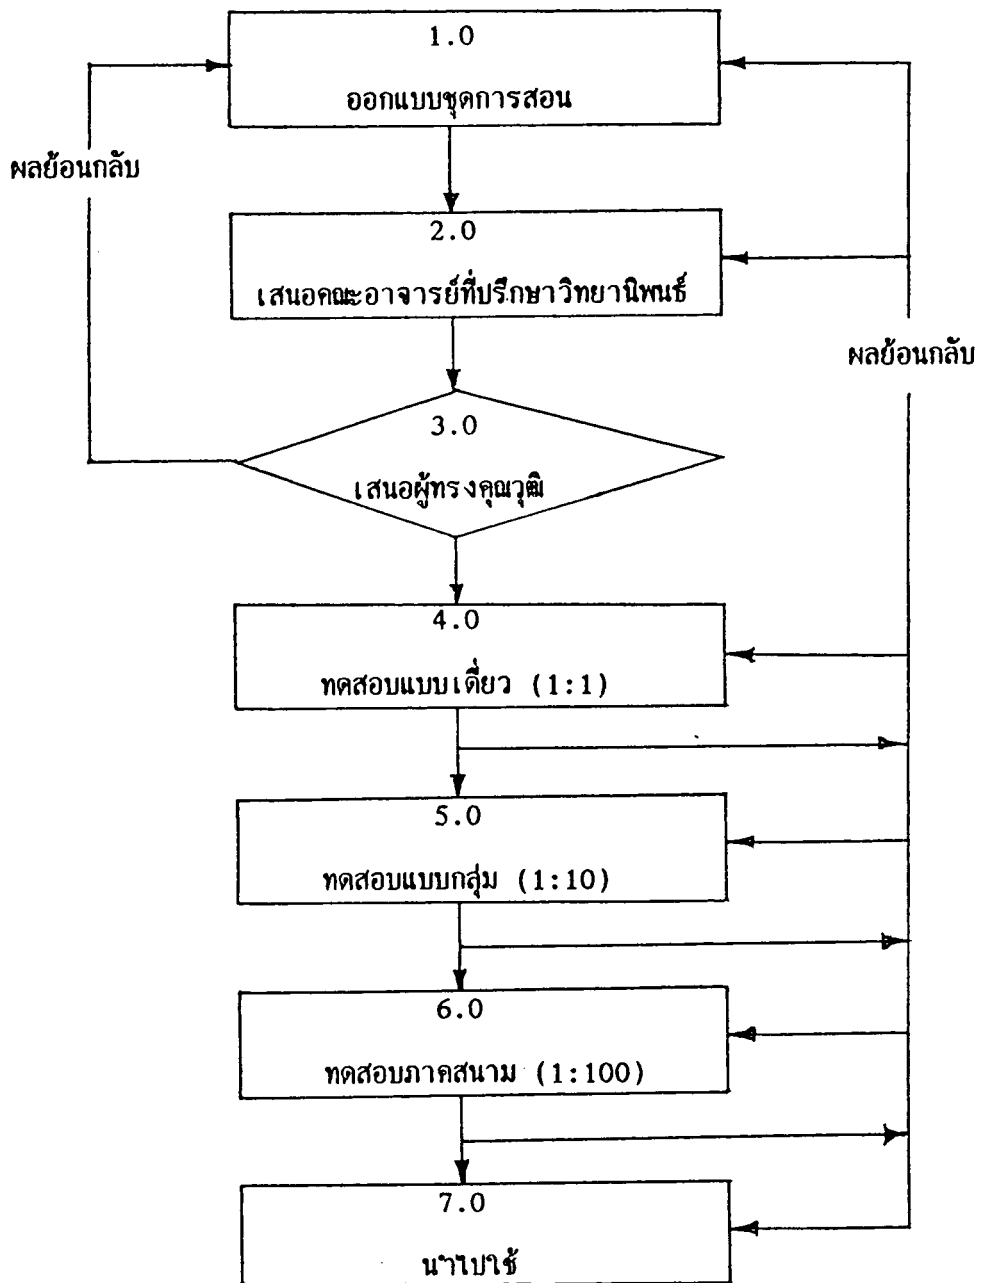 1.0
ออกแบบชุดการสอน
ผลย้อนกลับ
2.0
เสนอคณะอาจารย์ที่ปรึกษาวิทยานิพนธ์
ผลย้อนกลับ
3.0
เสนอผู้ทรงคุณวุฒิ
4.0
ทดสอบแบบเดี่ยว (1:1)
5.0
ทดสอบแบบกลุ่ม (1:10)
6.0
ทดสอบภาคสนาม (1:100)
7.0
นำไปใช้